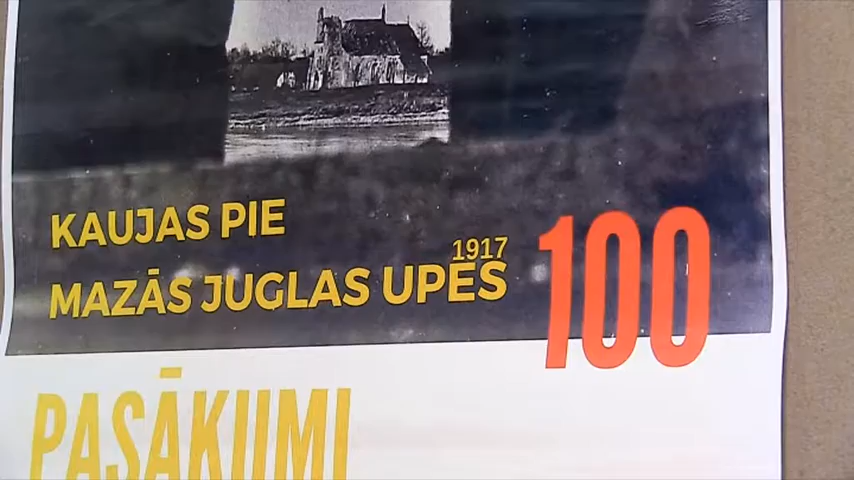 KAUJAS PIE
1917
MAZĀS JUGLAS UPES
100
PASĀKUMI